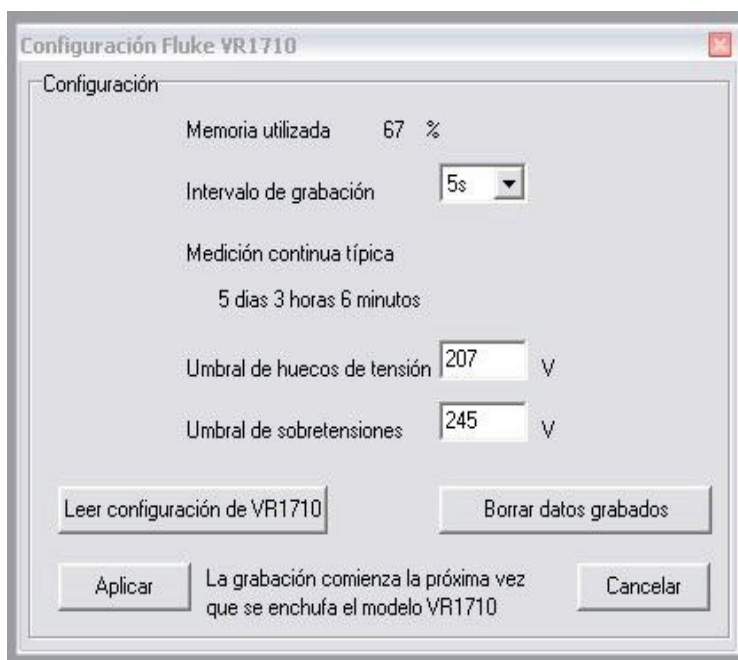 Configuración Fluke VR1710
Configuración
Memoria utilizada 67 %
Intervalo de grabación 5s
Medición continua típica
5 dias 3 horas 6 minutos
Umbral de huecos de tensión 207 V
Umbral de sobretensiones 245 V
Leer configuración de VR1710 Borrar datos grabados
Aplicar La grabación comienza la próxima vez Cancelar
que se enchufa el modelo VR1710